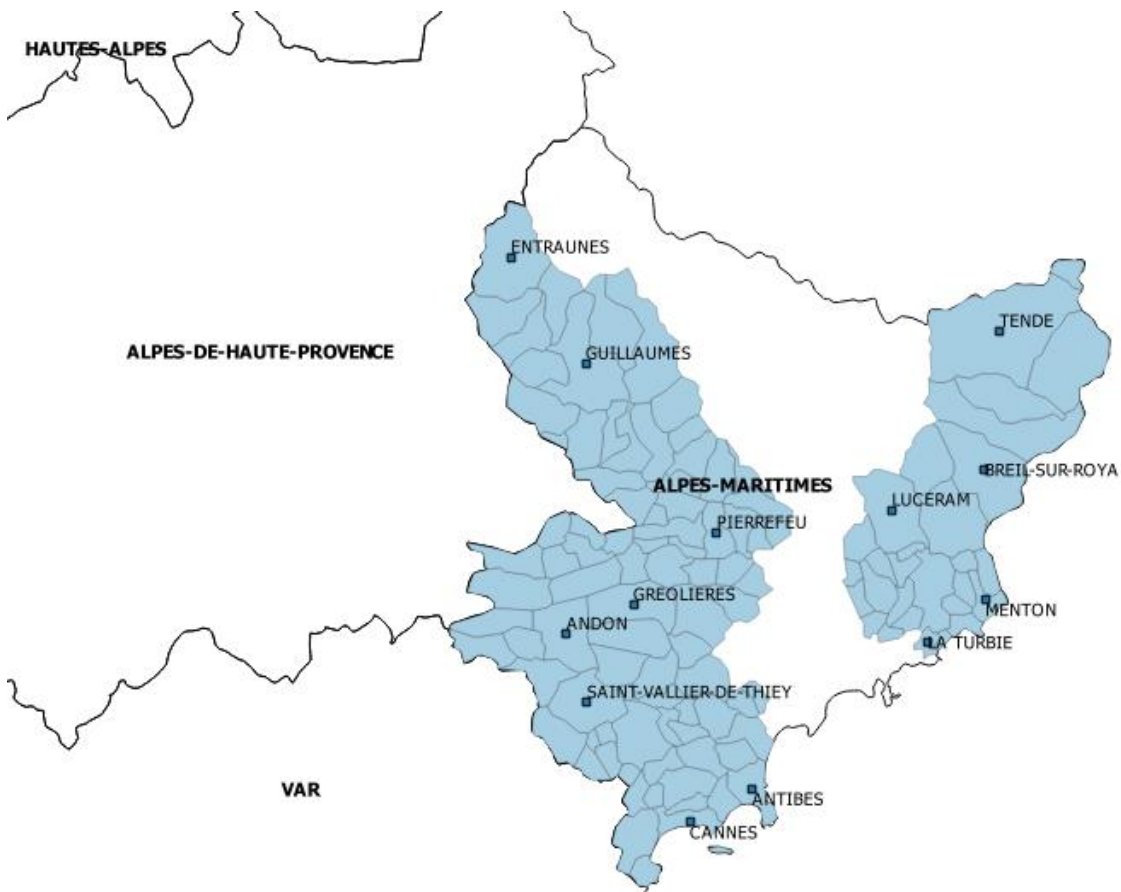 HAUTES-ALPES
ENTRAUNES
TENDE
ALPES-DE-HAUTE-PROVENCE
GUILLAUMES
BREIL-SUR-ROYA
ALPES-MARITIMES
LUCERAM
PIERREFEU
GREOLIERES
MENTON
ANDON
LA TURBIE
SAINT-VALLIER-DE-THIEY
VAR
ANTIBES
CANNES